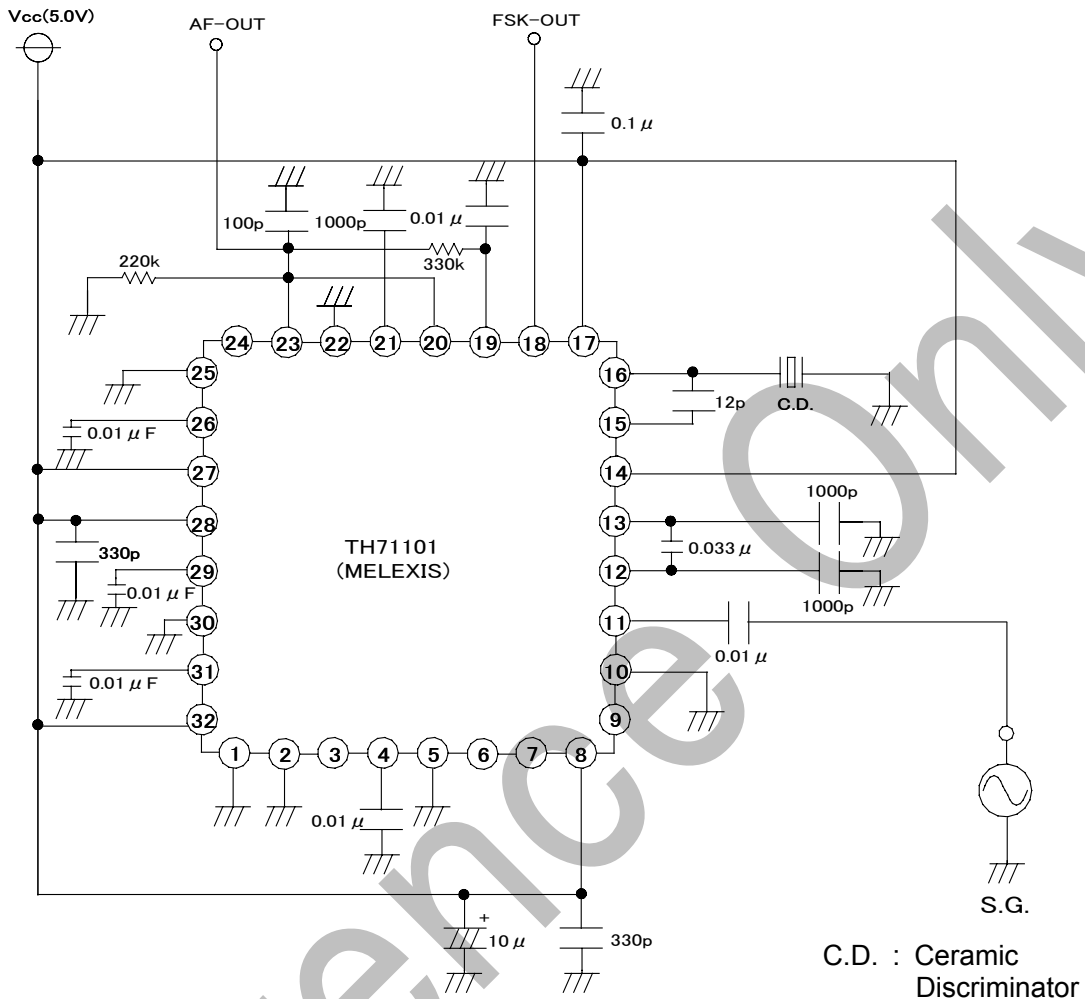 Vcc(5.0V)
AF-OUT
FSK-OUT
0.1 μ
100p
1000p
0.01 μ
220k
330k
24
23
22
21
20
19
18
17
25
26
27
28
29
30
31
32
16
15
14
13
12
11
10
9
1
2
3
4
5
6
7
8
0.01 μ F
330p
0.01 μ F
0.01 μ F
TH71101
(MELEXIS)
12p
C.D.
1000p
0.033 μ
1000p
0.01 μ
0.01 μ
+
10 μ
330p
S.G.
C.D. : Ceramic
Discriminator
ence Only